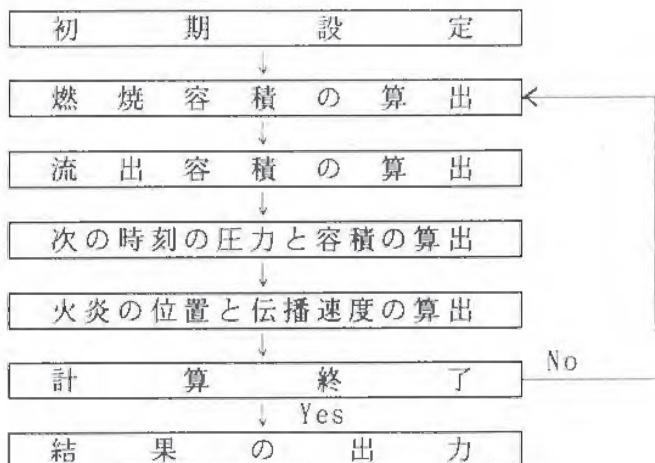 初期設定
燃焼容積の算出
流出容積の算出
次の時刻の圧力と容積の算出
火炎の位置と伝播速度の算出
計算終了
No
Yes
結果の出力